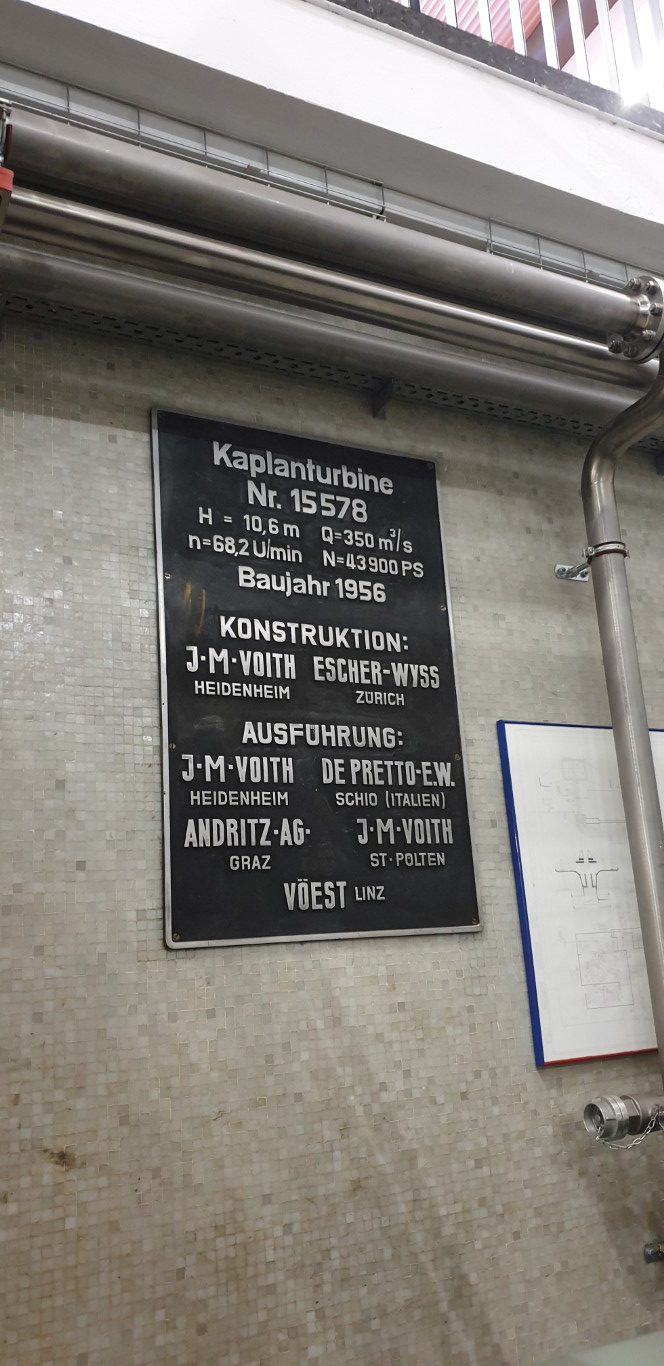 Kaplanturbine
Nr. 15578
H = 10,6 m Q=350 m³/s
n=68,2 U/min N=43900 PS
Baujahr 1956
KONSTRUKTION:
J·M·VOITH ESCHER-WYSS
HEIDENHEIM ZÜRICH
AUSFÜHRUNG:
J·M·VOITH DE PRETTO-E.W.
HEIDENHEIM SCHIO (ITALIEN)
ANDRITZ·AG· J·M·VOITH
GRAZ ST·PÖLTEN
VÖEST LINZ